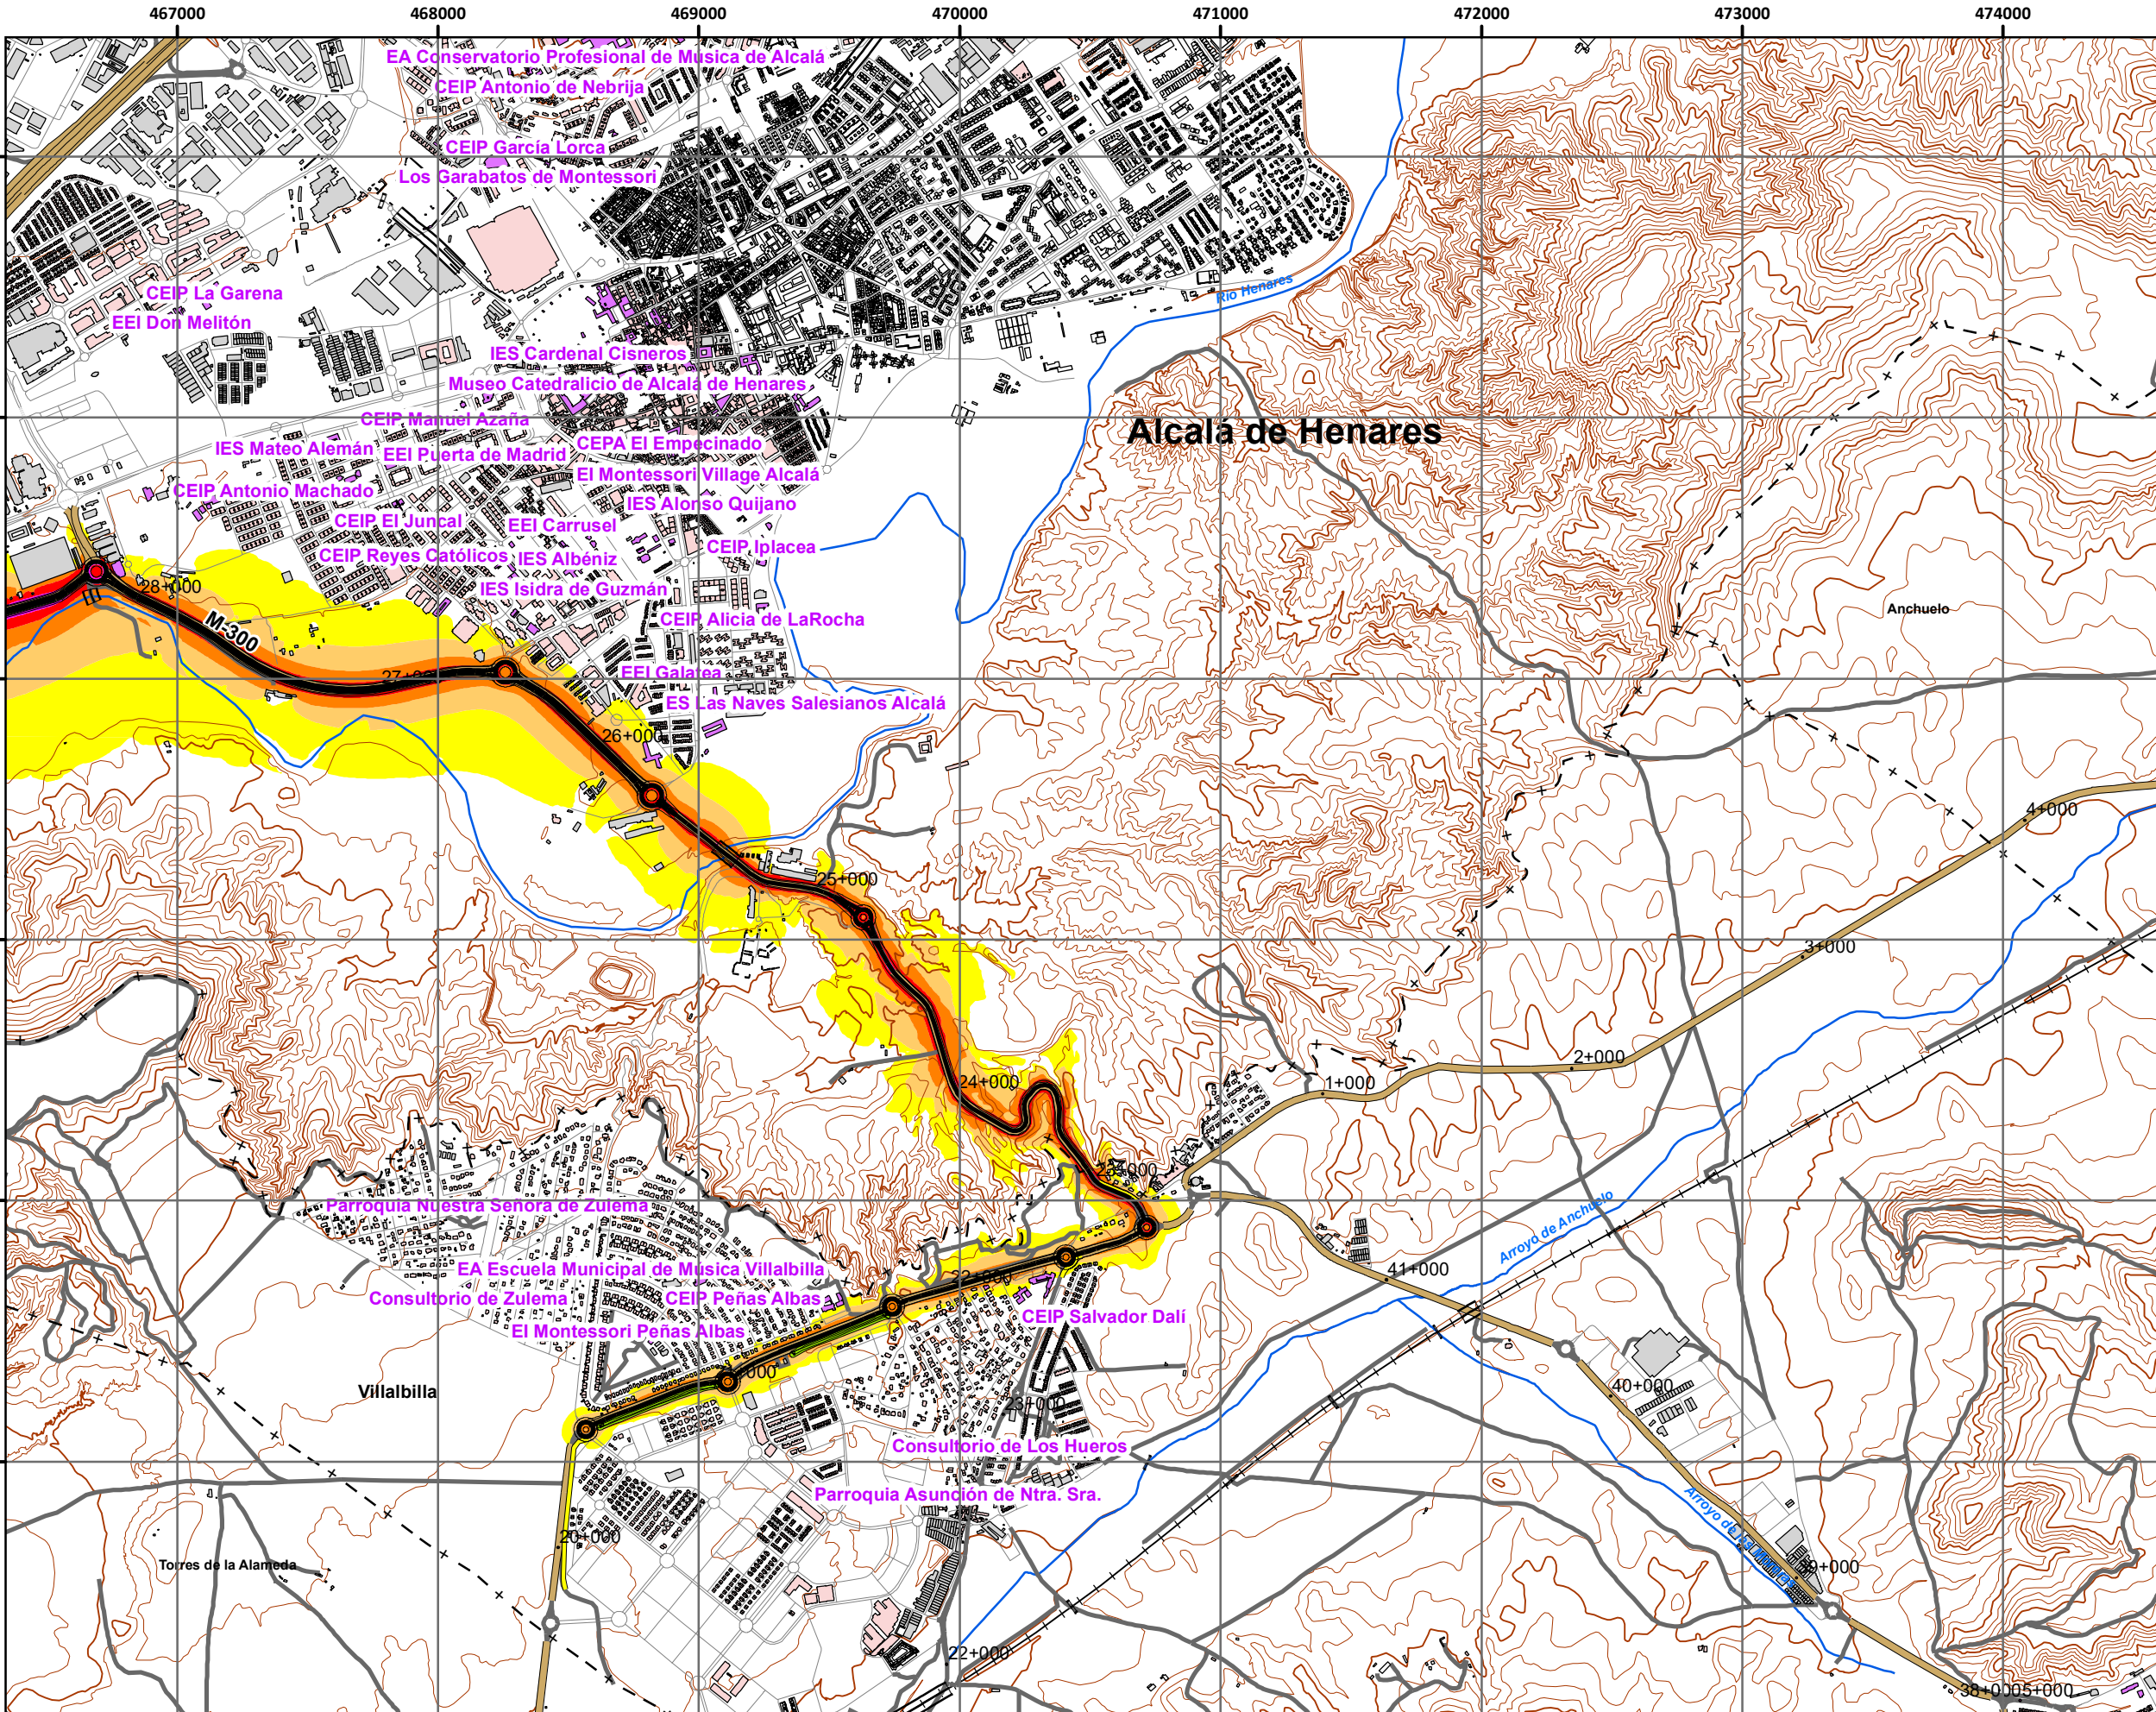 467000 468000 469000 470000 471000 472000 473000 474000
EA Conservatorio Profesional de Musica de Alcalá
CEIP Antonio de Nebrija
CEIP García Lorca
Los Garabatos de Montessori
Río Henares
CEIP La Garena
EEI Don Melitón
IES Cardenal Cisneros
Museo Catedralicio de Alcalá de Henares
CEIP Manuel Azaña
Alcalá de Henares
IES Mateo Alemán
EEI Puerta de Madrid
CEPA El Empecinado
EI Montessori Village Alcalá
CEIP Antonio Machado
IES Alonso Quijano
CEIP El Juncal
EEI Carrusel
CEIP Iplacea
CEIP Reyes Católicos
IES Albéniz
28+000
IES Isidra de Guzmán
Anchuelo
CEIP Alicia de LaRocha
M-300
EEI Galatea
ES Las Naves Salesianos Alcalá
26+000
4+000
25+000
3+000
2+000
24+000
1+000
Parroquia Nuestra Señora de Zulema
Arroyo de Anchuelo
EA Escuela Municipal de Musica Villalbilla
41+000
Consultorio de Zulema
CEIP Peñas Albas
CEIP Salvador Dalí
EI Montessori Peñas Albas
40+000
Villalbilla
23+000
Consultorio de Los Hueros
Parroquia Asunción de Ntra. Sra.
20+000
Torres de la Alameda
22+000